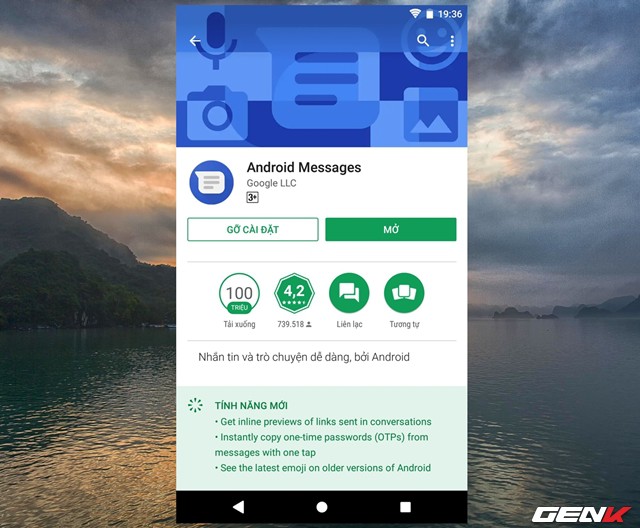 19:36
Android Messages
Google LLC
3+
GỠ CÀI ĐẶT
MỞ
100
TRIỆU
4,2
Tải xuống
739.518
Liên lạc
Tương tự
Nhắn tin và trò chuyện dễ dàng, bởi Android
TÍNH NĂNG MỚI
• Get inline previews of links sent in conversations
• Instantly copy one-time passwords (OTPs) from
messages with one tap
• See the latest emoji on older versions of Android
GENK